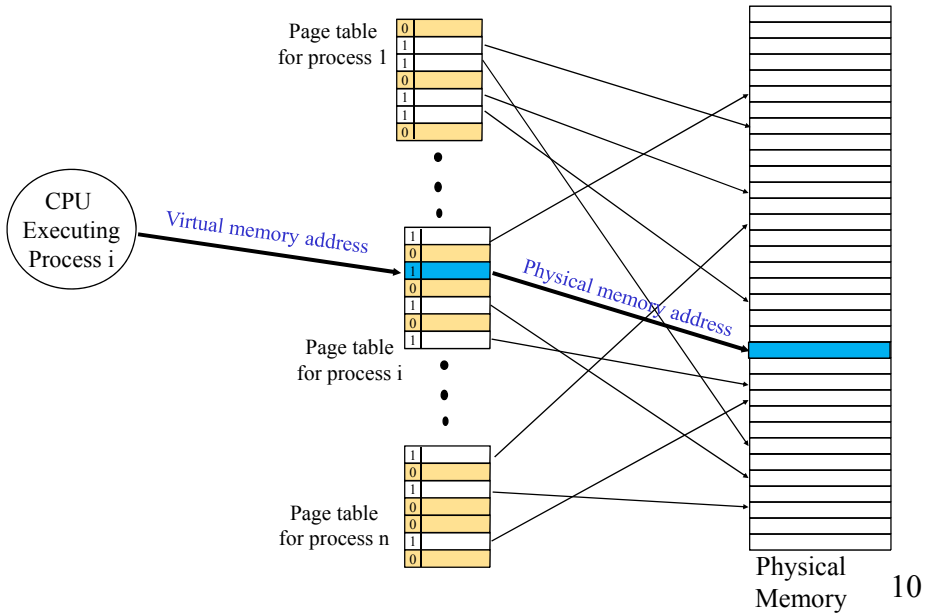 Page table
for process 1
0
1
1
0
1
1
0
CPU
Executing
Process i
Virtual memory address
1
0
1
0
1
0
1
Physical memory address
Page table
for process i
1
0
1
0
0
1
0
Page table
for process n
Physical
Memory
10